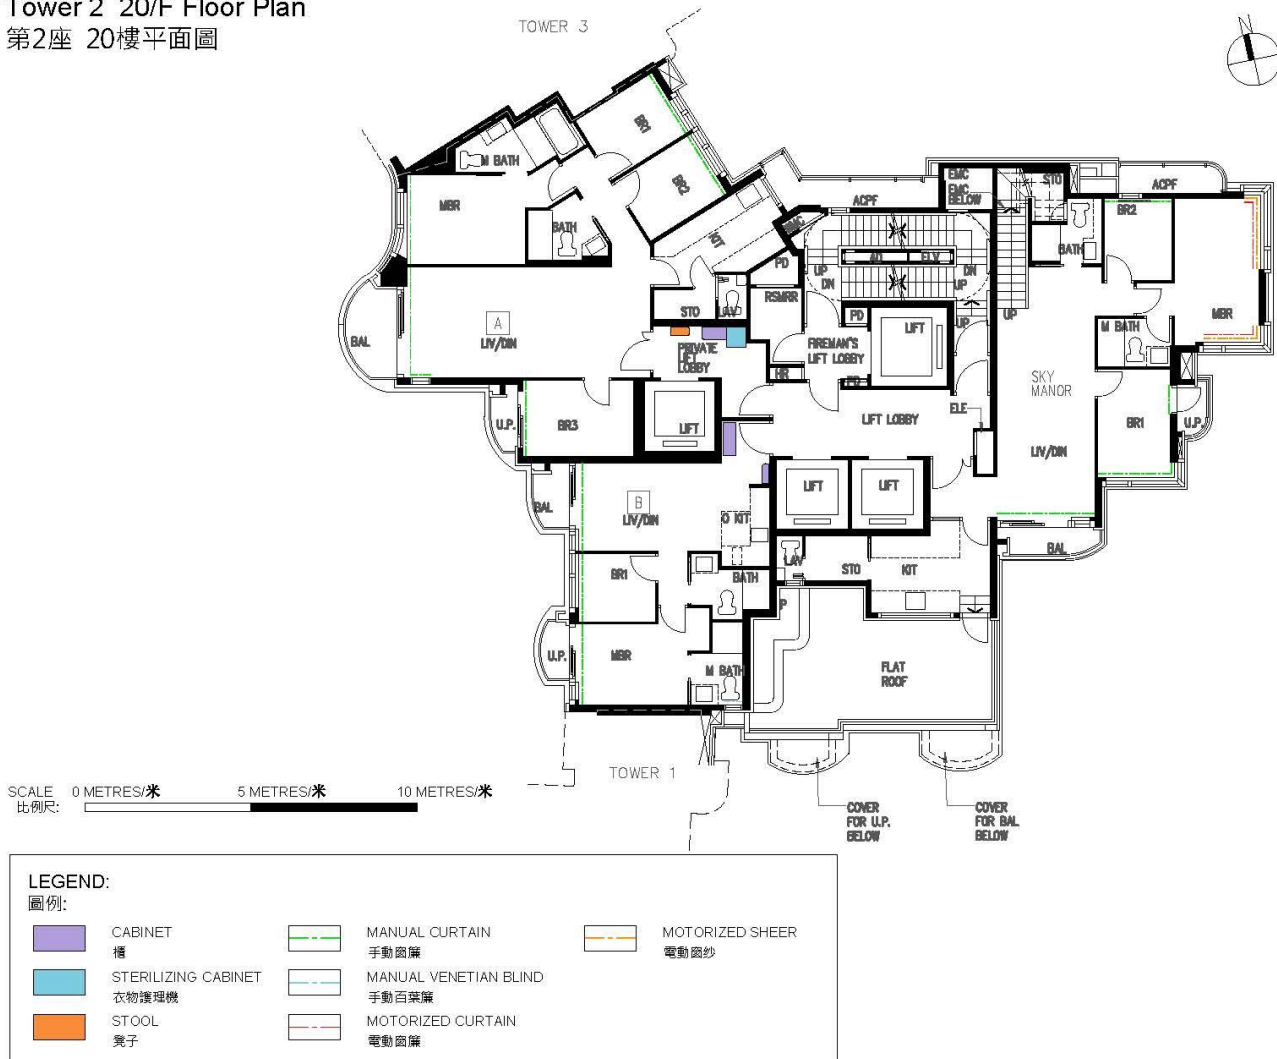 Tower 2 20/F Floor Plan
第2座 20樓平面圖
TOWER 3
N
BR1
M BATH
BR2
MBR
BATH
KIT
ACPF
EMC
EMC
BELOW
EMC
STO
ACPF
BR2
BATH
AD
ELV
UP
DN
DN
UP
PD
RSMRR
STO
LAV
A
LIV/DIN
BAL
PRIVATE
LIFT
LOBBY
FIREMAN'S
LIFT LOBBY
PD
LIFT
UP
UP
M BATH
MBR
HR
PD
SKY
MANOR
U.P.
BR3
LIFT
LIFT LOBBY
ELE
BR1
U.P.
LIV/DIN
BAL
B
LIV/DIN
O KIT
LIFT
LIFT
BAL
BR1
BATH
LAV
STO
KIT
P
U.P.
MBR
M BATH
FLAT
ROOF
TOWER 1
COVER
FOR U.P.
BELOW
COVER
FOR BAL
BELOW
SCALE 0 METRES/米 5 METRES/米 10 METRES/米
比例尺:
LEGEND:
圖例:
CABINET
櫃
STERILIZING CABINET
衣物護理機
STOOL
凳子
MANUAL CURTAIN
手動窗簾
MANUAL VENETIAN BLIND
手動百葉簾
MOTORIZED CURTAIN
電動窗簾
MOTORIZED SHEER
電動窗紗